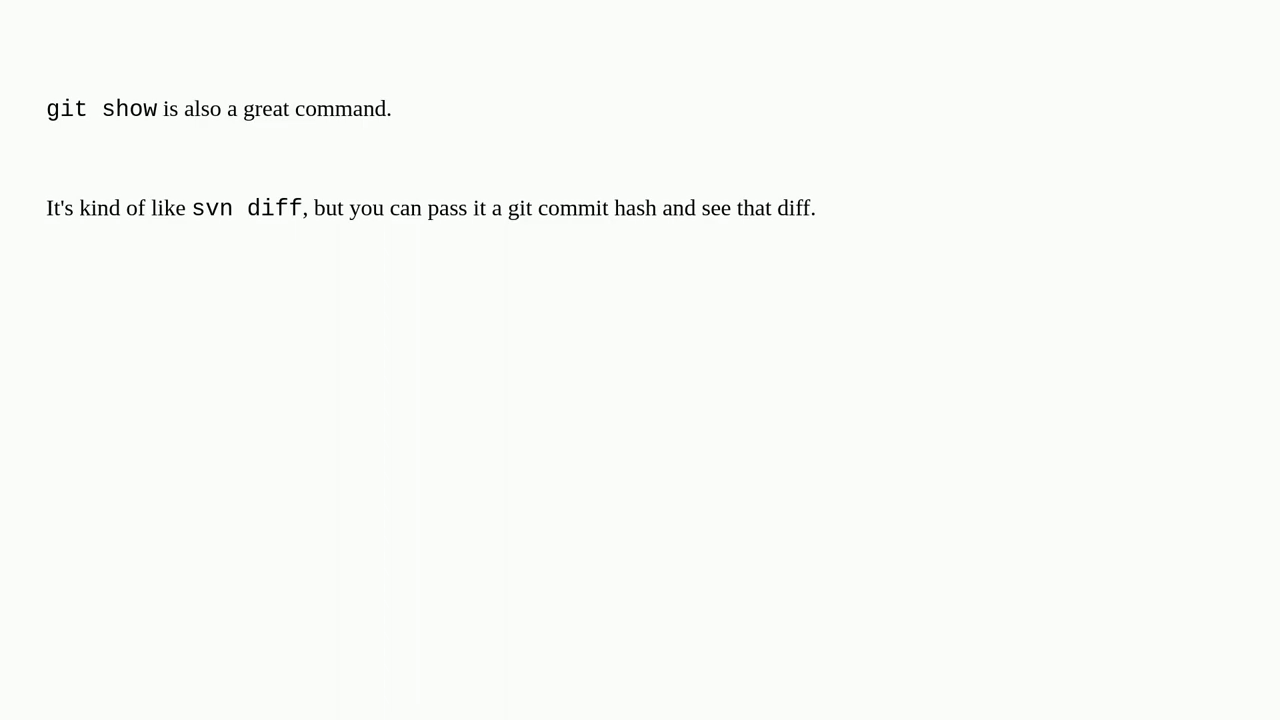 git show is also a great command.
It's kind of like svn diff, but you can pass it a git commit hash and see that diff.